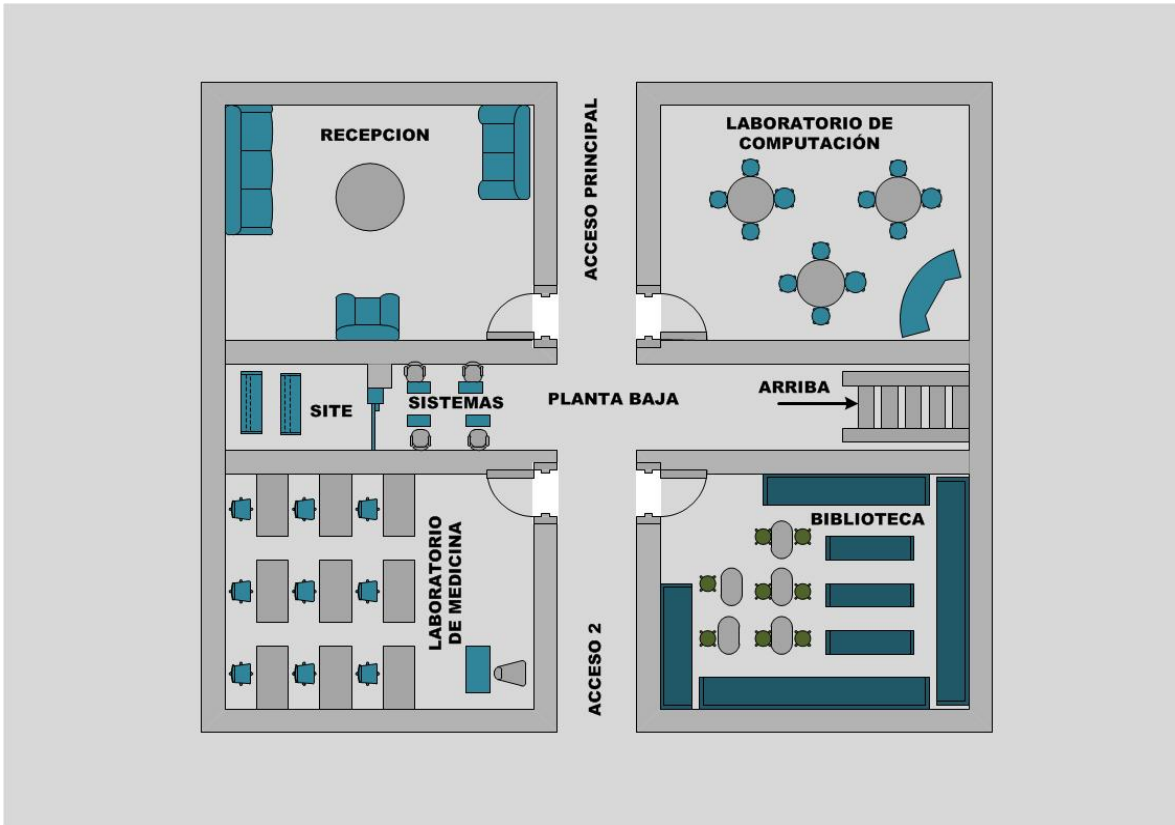 RECEPCION
ACCESO PRINCIPAL
LABORATORIO DE
COMPUTACIÓN
SITE
SISTEMAS
PLANTA BAJA
ARRIBA
LABORATORIO
DE MEDICINA
ACCESO 2
BIBLIOTECA